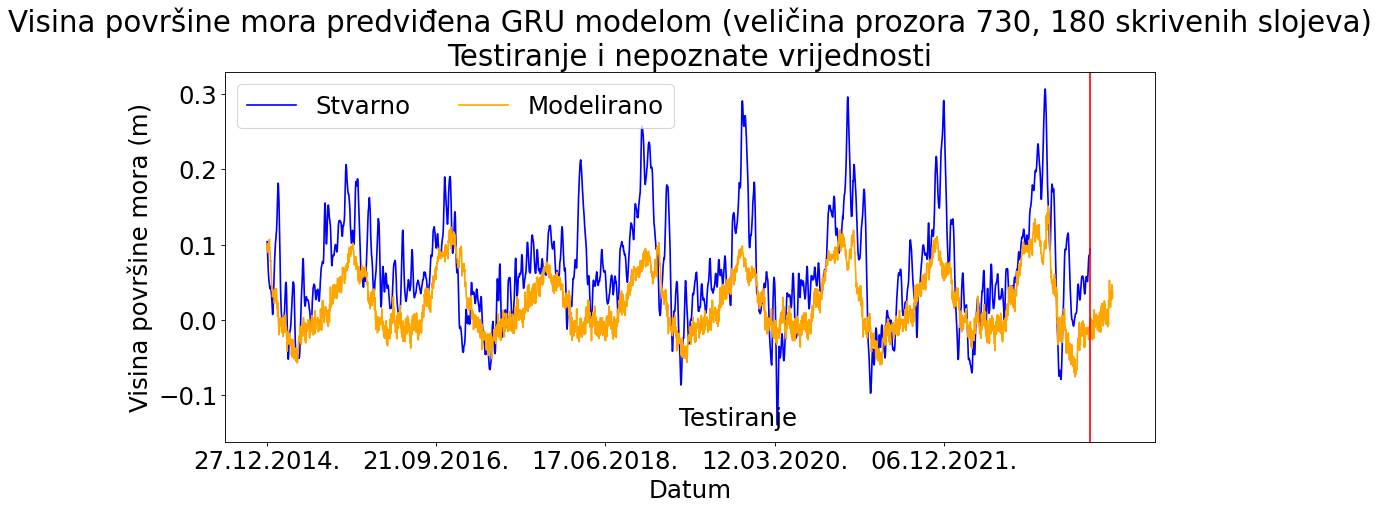 Visina površine mora predviđena GRU modelom (veličina prozora 730, 180 skrivenih slojeva)
Testiranje i nepoznate vrijednosti
Stvarno
Modelirano
Visina površine mora (m)
0.3
0.2
0.1
0.0
−0.1
Testiranje
27.12.2014.
21.09.2016.
17.06.2018.
12.03.2020.
06.12.2021.
Datum